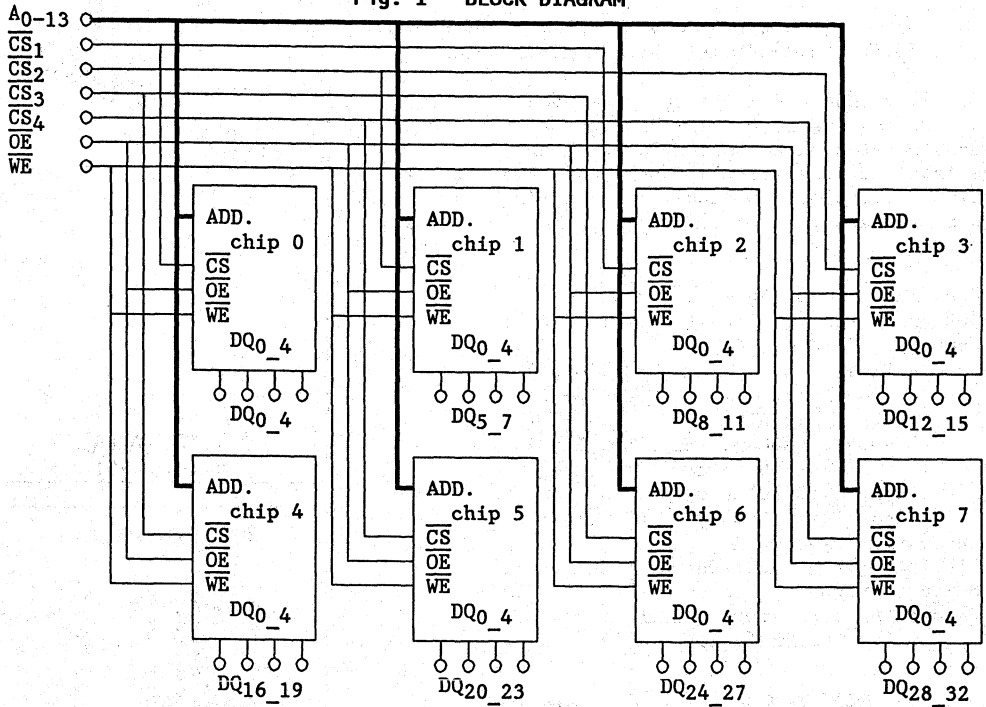 Fig. 1 BLOCK DIAGRAM
A0-13
CS1
CS2
CS3
CS4
OE
WE
ADD.
chip 0
CS
OE
WE
DQ0_4
DQ0_4
ADD.
chip 1
CS
OE
WE
DQ0_4
DQ5_7
ADD.
chip 2
CS
OE
WE
DQ0_4
DQ8_11
ADD.
chip 3
CS
OE
WE
DQ0_4
DQ12_15
ADD.
chip 4
CS
OE
WE
DQ0_4
DQ16_19
ADD.
chip 5
CS
OE
WE
DQ0_4
DQ20_23
ADD.
chip 6
CS
OE
WE
DQ0_4
DQ24_27
ADD.
chip 7
CS
OE
WE
DQ0_4
DQ28_32